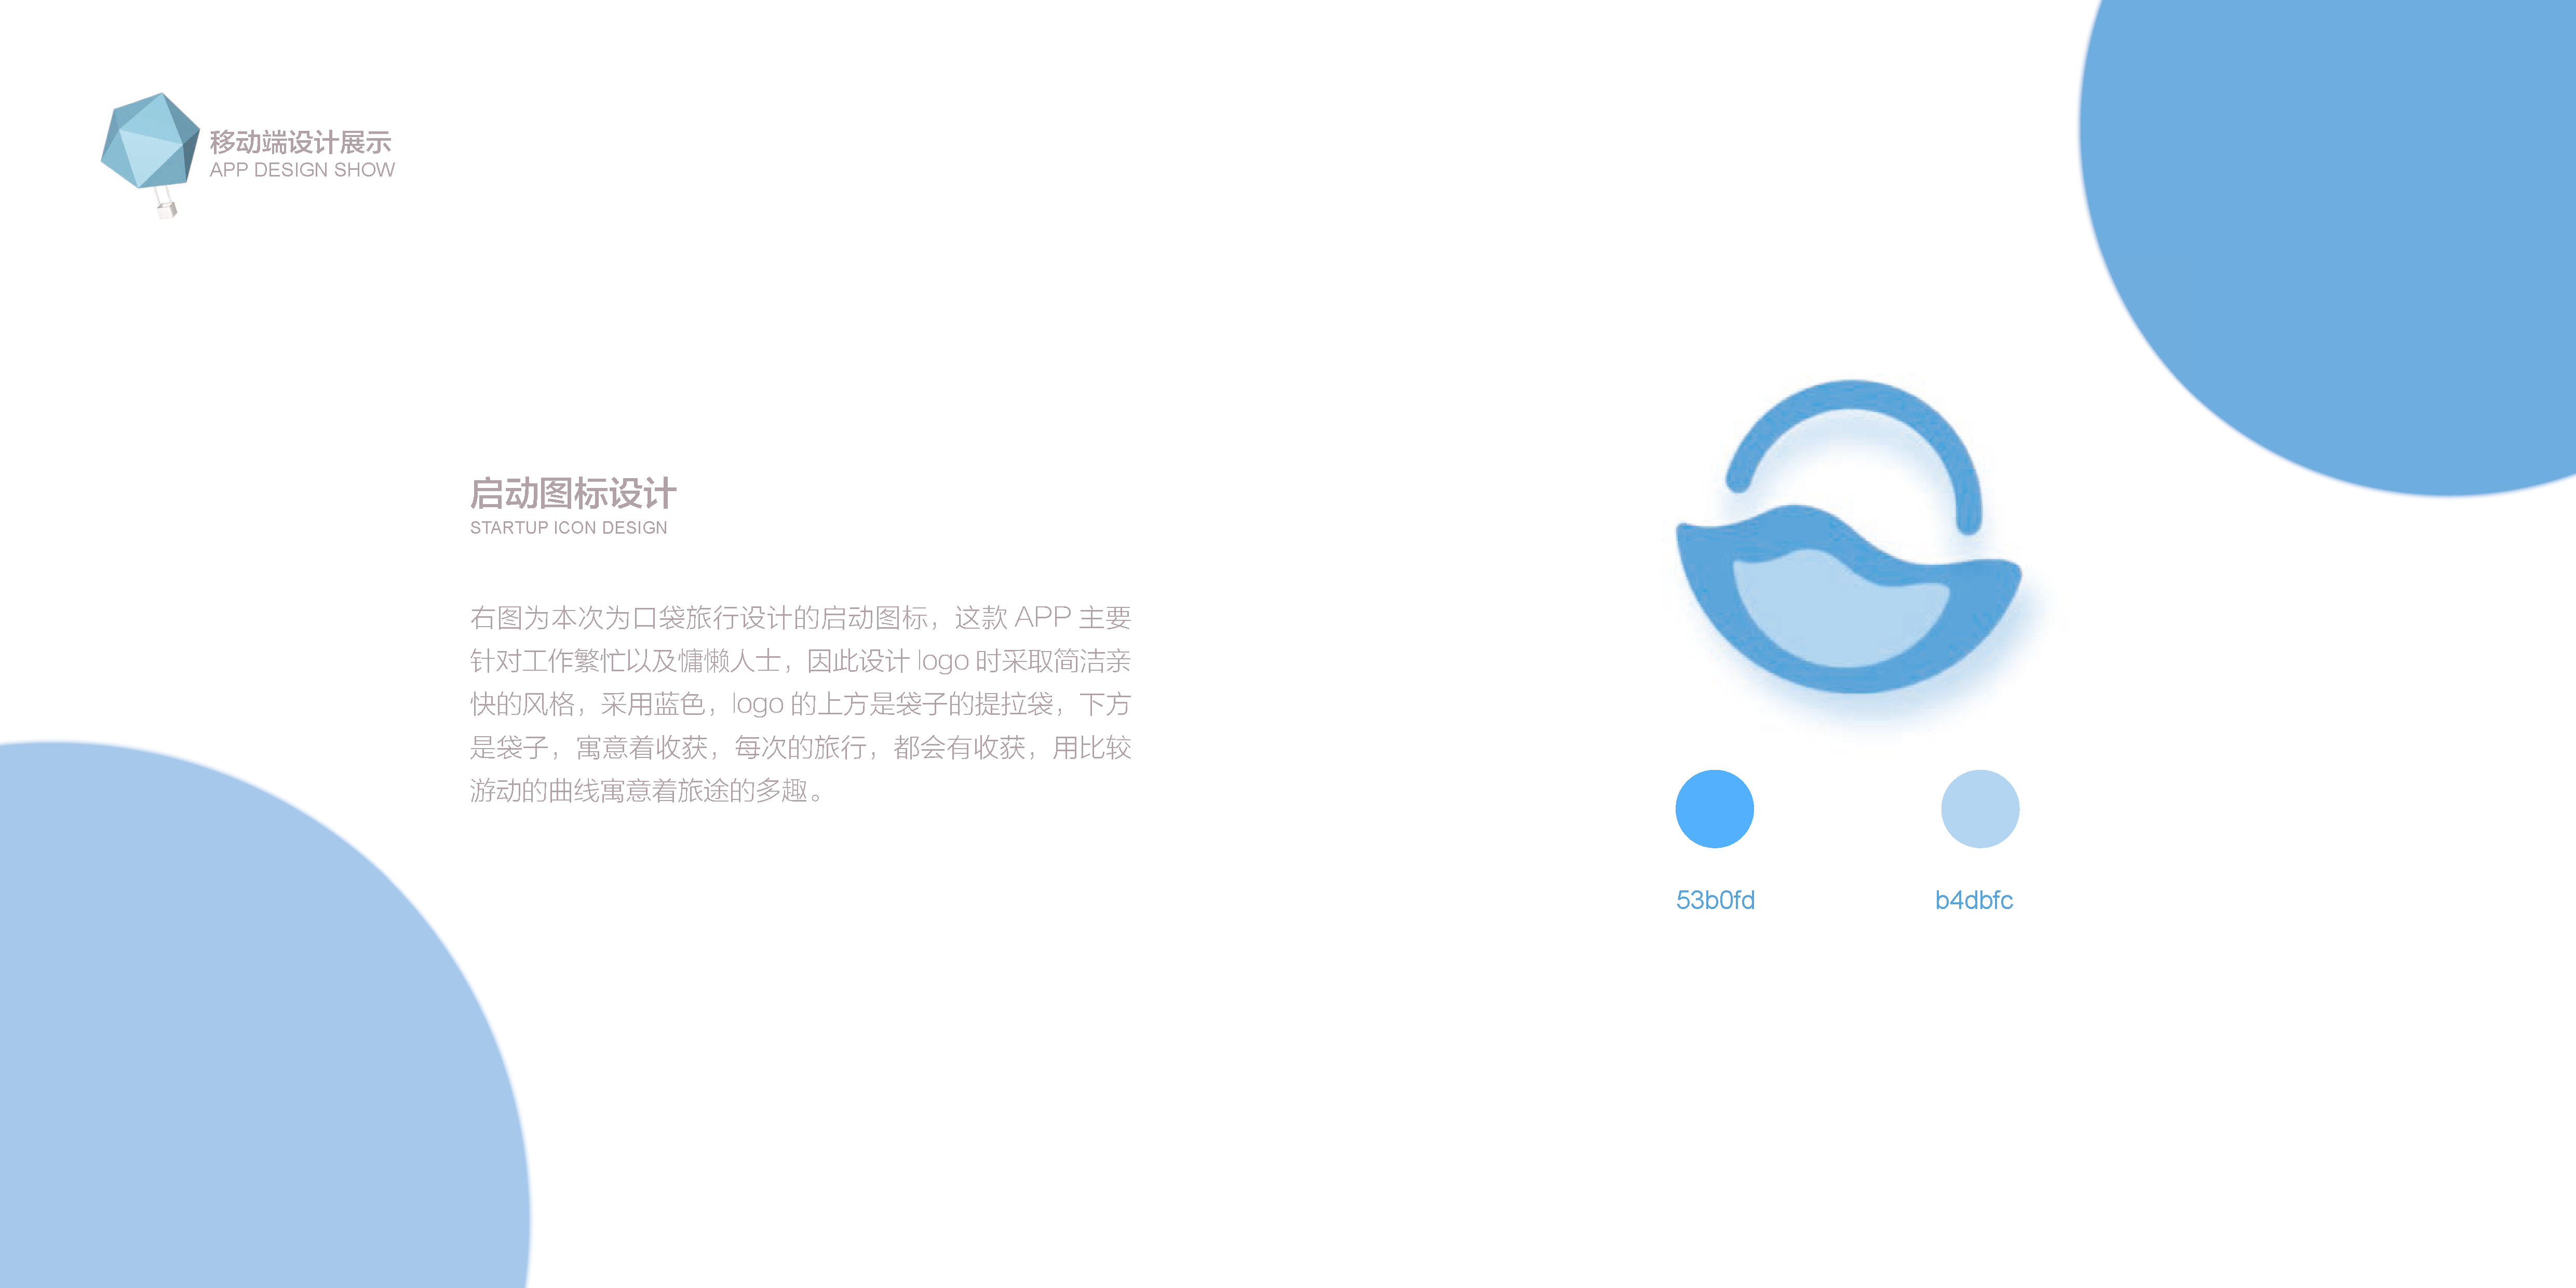 移动端设计展示
APP DESIGN SHOW
启动图标设计
STARTUP ICON DESIGN
右图为本次为口袋旅行设计的启动图标，这款 APP 主要
针对工作繁忙以及慵懒人士，因此设计 logo 时采取简洁亲
快的风格，采用蓝色，logo 的上方是袋子的提拉袋，下方
是袋子，寓意着收获，每次的旅行，都会有收获，用比较
游动的曲线寓意着旅途的多趣。
53b0fd
b4dbfc